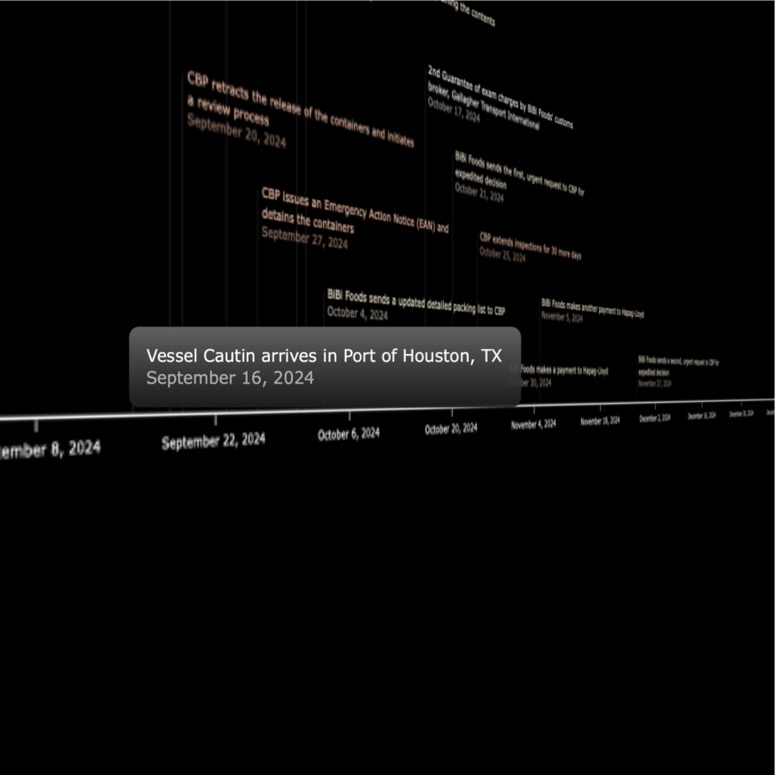 ing the contents
CBP retracts the release of the containers and initiates
a review process
September 20, 2024
2nd Guarantee of exam charges by BiBi Foods' customs
broker, Gallagher Transport International
October 17, 2024
BiBi Foods sends the first, urgent request to CBP for
expedited decision
October 21, 2024
CBP issues an Emergency Action Notice (EAN) and
detains the containers
September 27, 2024
CBP extends inspections for 30 more days
October 25, 2024
BiBi Foods sends a updated detailed packing list to CBP
October 4, 2024
BiBi Foods makes another payment to Hapag-Lloyd
November 5, 2024
Vessel Cautin arrives in Port of Houston, TX
September 16, 2024
Foods makes a payment to Hapag-Lloyd
ber 30, 2024
BiBi Foods sends a second, urgent request to CBP for
expedited decision
November 27, 2024
ember 8, 2024
September 22, 2024
October 6, 2024
October 20, 2024
November 4, 2024
November 18, 2024
December 2, 2024
December 16, 2024
December 31, 2024